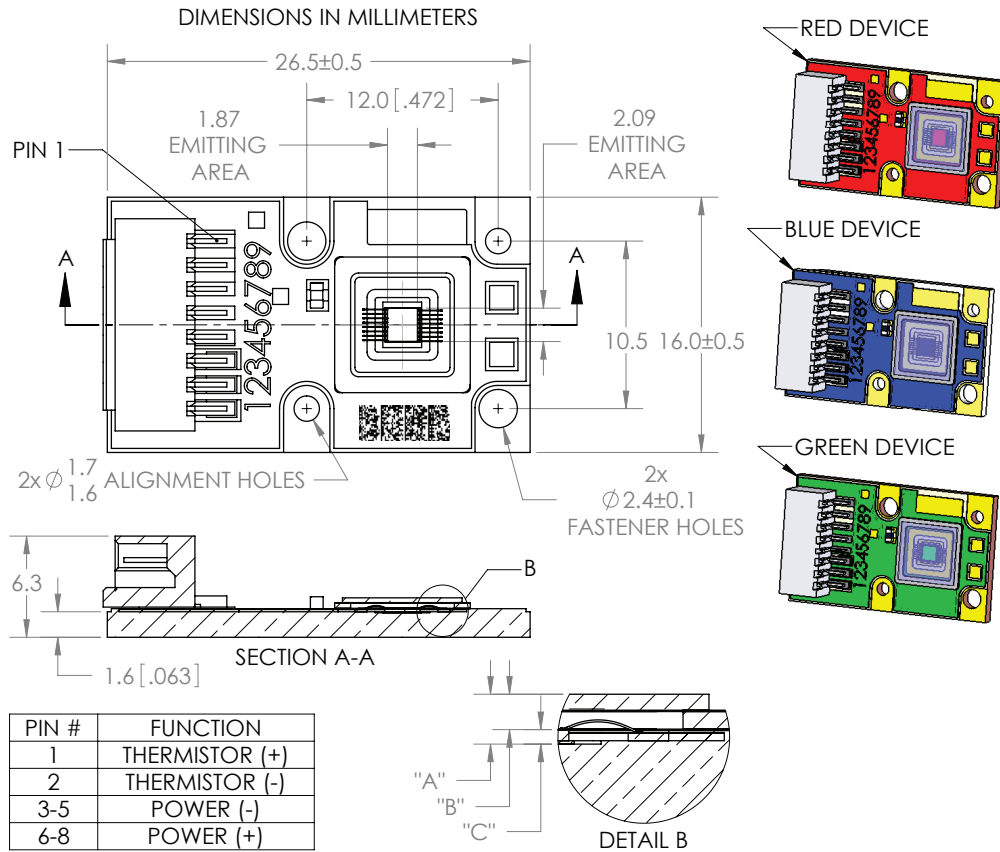 DIMENSIONS IN MILLIMETERS
26.5±0.5
12.0 [.472]
1.87
EMITTING
AREA
2.09
EMITTING
AREA
PIN 1
A
A
123456789
10.5
16.0±0.5
2x ⌀ 1.7
1.6
ALIGNMENT HOLES
2x
⌀2.4±0.1
FASTENER HOLES
6.3
B
SECTION A-A
1.6 [.063]
PIN # FUNCTION
1 THERMISTOR (+)
2 THERMISTOR (-)
3-5 POWER (-)
6-8 POWER (+)
"A"
"B"
"C"
DETAIL B
RED DEVICE
123456789
BLUE DEVICE
123456789
GREEN DEVICE
123456789